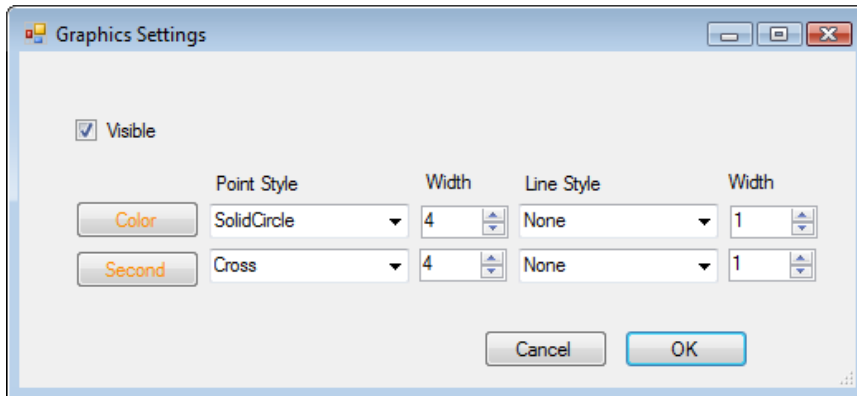 Graphics Settings
Visible
Point Style Width Line Style Width
Color SolidCircle 4 None 1
Second Cross 4 None 1
Cancel OK